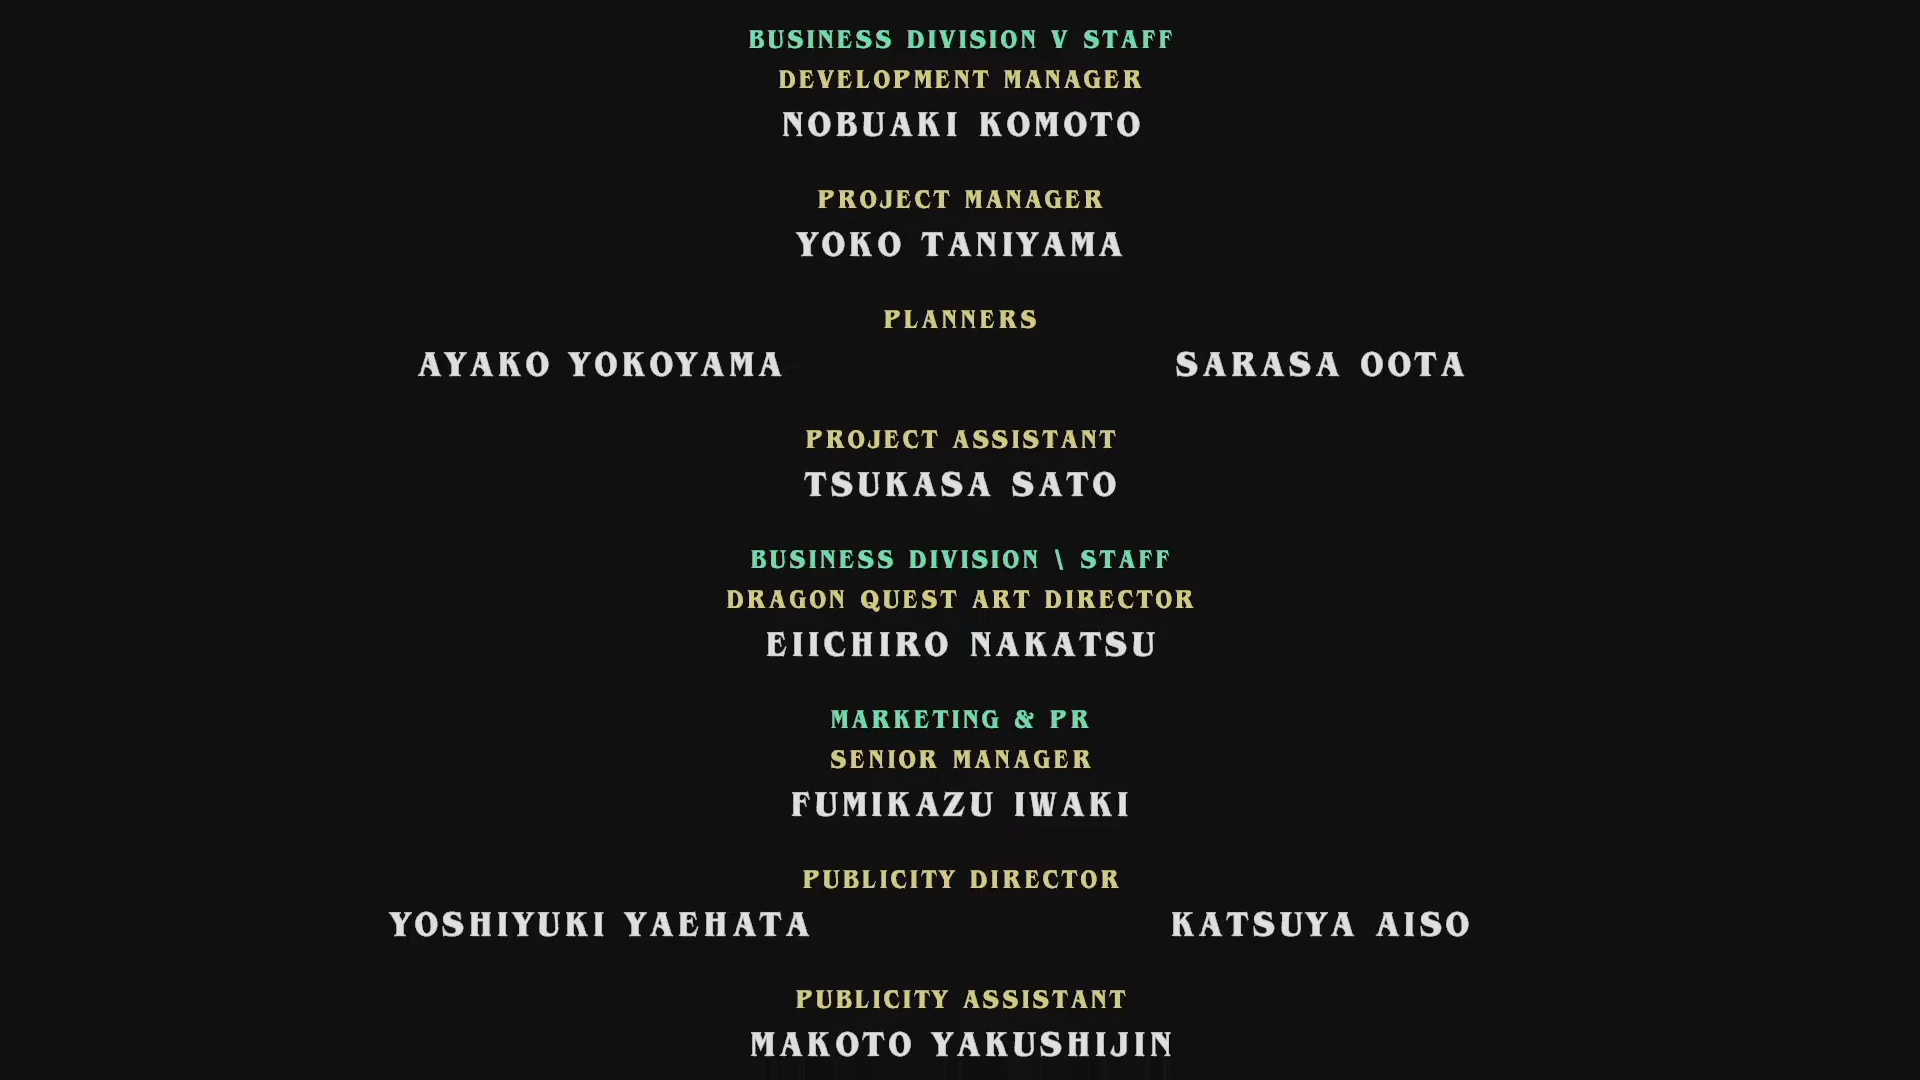 BUSINESS DIVISION V STAFF
DEVELOPMENT MANAGER
NOBUAKI KOMOTO
PROJECT MANAGER
YOKO TANIYAMA
PLANNERS
AYAKO YOKOYAMA SARASA OOTA
PROJECT ASSISTANT
TSUKASA SATO
BUSINESS DIVISION \ STAFF
DRAGON QUEST ART DIRECTOR
EIICHIRO NAKATSU
MARKETING & PR
SENIOR MANAGER
FUMIKAZU IWAKI
PUBLICITY DIRECTOR
YOSHIYUKI YAEHATA KATSUYA AISO
PUBLICITY ASSISTANT
MAKOTO YAKUSHIJIN